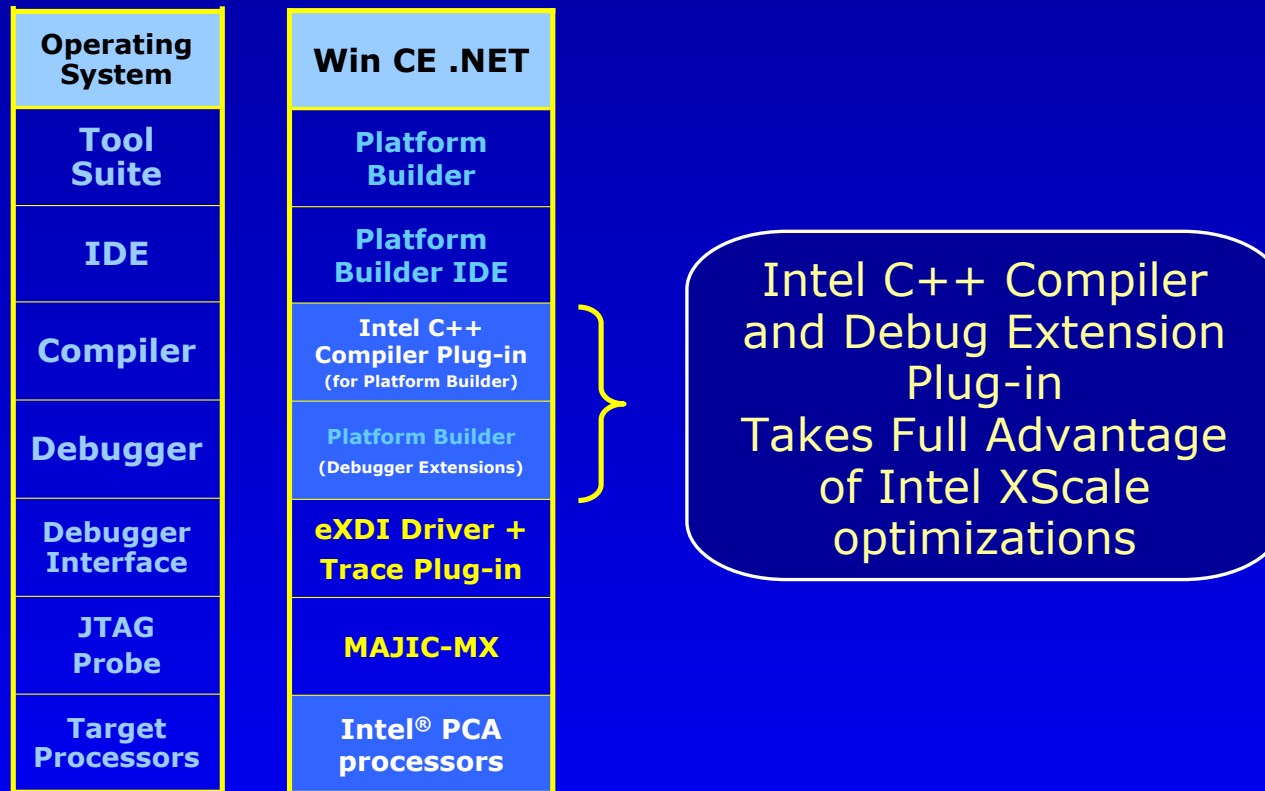 Operating
System
Win CE .NET
Tool
Suite
Platform
Builder
IDE
Platform
Builder IDE
Compiler
Intel C++
Compiler Plug-in
(for Platform Builder)
Debugger
Platform Builder
(Debugger Extensions)
Debugger
Interface
eXDI Driver +
Trace Plug-in
JTAG
Probe
MAJIC-MX
Target
Processors
Intel® PCA
processors
Intel C++ Compiler
and Debug Extension
Plug-in
Takes Full Advantage
of Intel XScale
optimizations